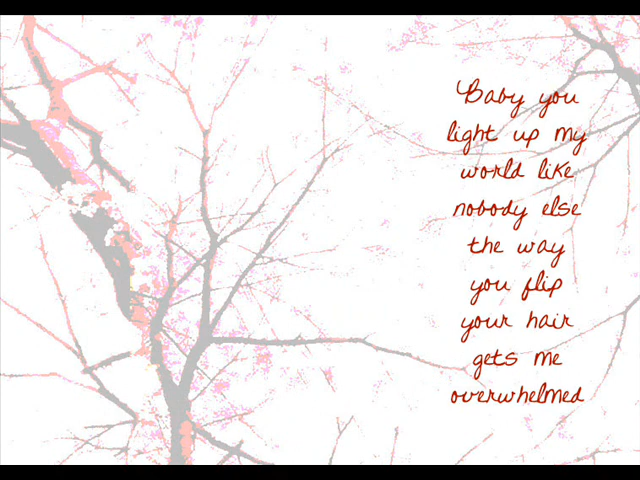 Baby you
light up my
world like
nobody else
the way
you flip
your hair
gets me
overwhelmed